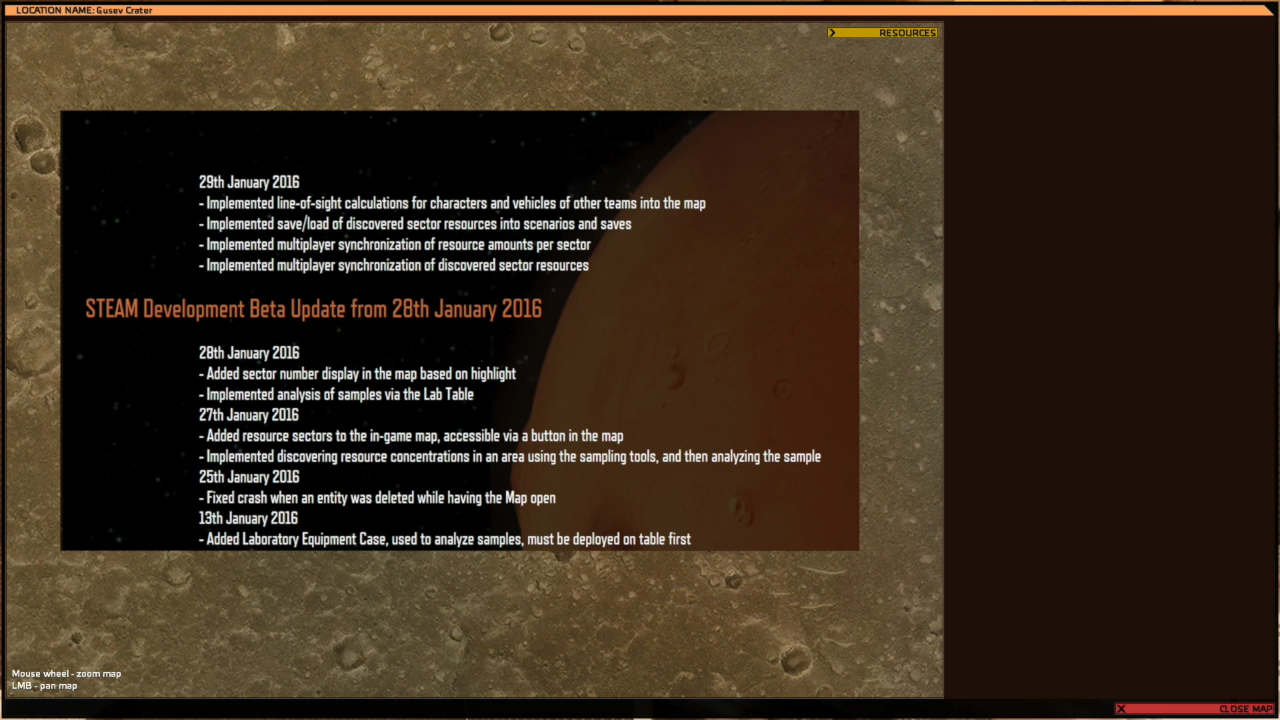 LOCATION NAME: Gusev Crater
RESOURCES
29th January 2016
- Implemented line-of-sight calculations for characters and vehicles of other teams into the map
- Implemented save/load of discovered sector resources into scenarios and saves
- Implemented multiplayer synchronization of resource amounts per sector
- Implemented multiplayer synchronization of discovered sector resources
STEAM Development Beta Update from 28th January 2016
28th January 2016
- Added sector number display in the map based on highlight
- Implemented analysis of samples via the Lab Table
27th January 2016
- Added resource sectors to the in-game map, accessible via a button in the map
- Implemented discovering resource concentrations in an area using the sampling tools, and then analyzing the sample
25th January 2016
- Fixed crash when an entity was deleted while having the Map open
13th January 2016
- Added Laboratory Equipment Case, used to analyze samples, must be deployed on table first
Mouse wheel - zoom map
LMB - pan map
X CLOSE MAP